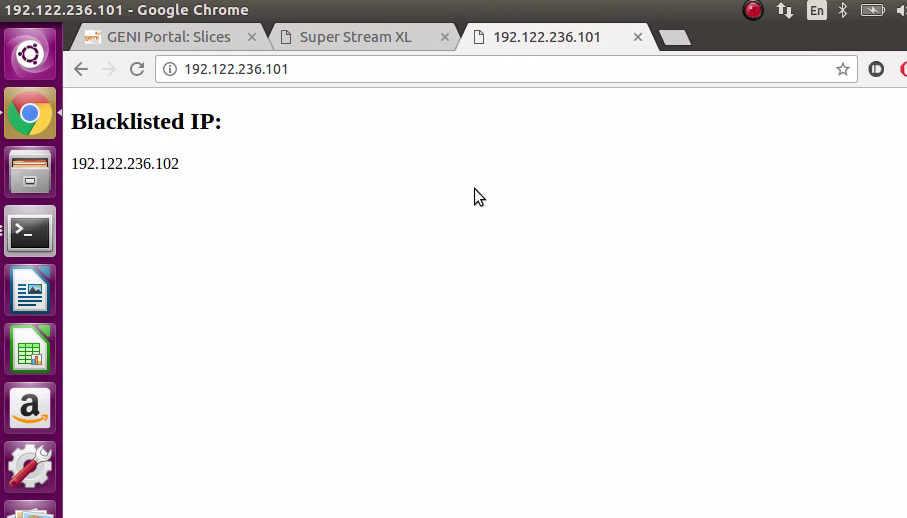 192.122.236.101 - Google Chrome
En
GENI Portal: Slices
Super Stream XL
192.122.236.101
192.122.236.101
Blacklisted IP:
192.122.236.102